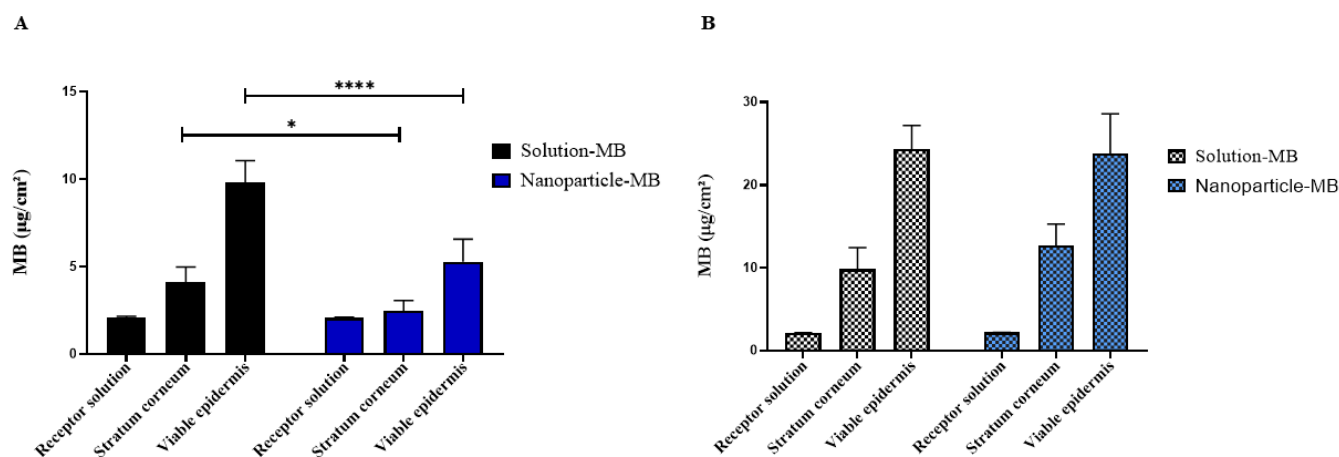 A
MB (µg/cm²)
15
10
5
0
****
*
Receptor solution
Stratum corneum
Viable epidermis
Receptor solution
Stratum corneum
Viable epidermis
Solution-MB
Nanoparticle-MB
B
MB (µg/cm²)
30
20
10
0
Receptor solution
Stratum corneum
Viable epidermis
Receptor solution
Stratum corneum
Viable epidermis
Solution-MB
Nanoparticle-MB